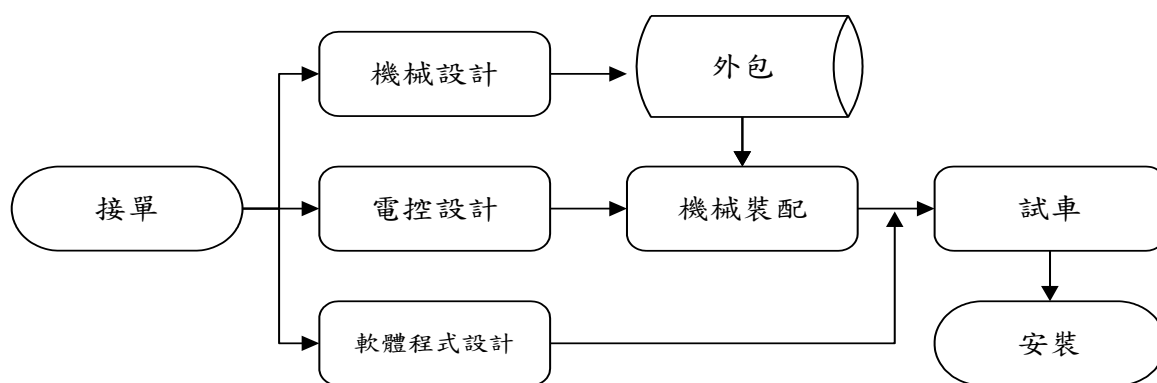 機械設計
外包
接單
電控設計
機械裝配
試車
軟體程式設計
安裝